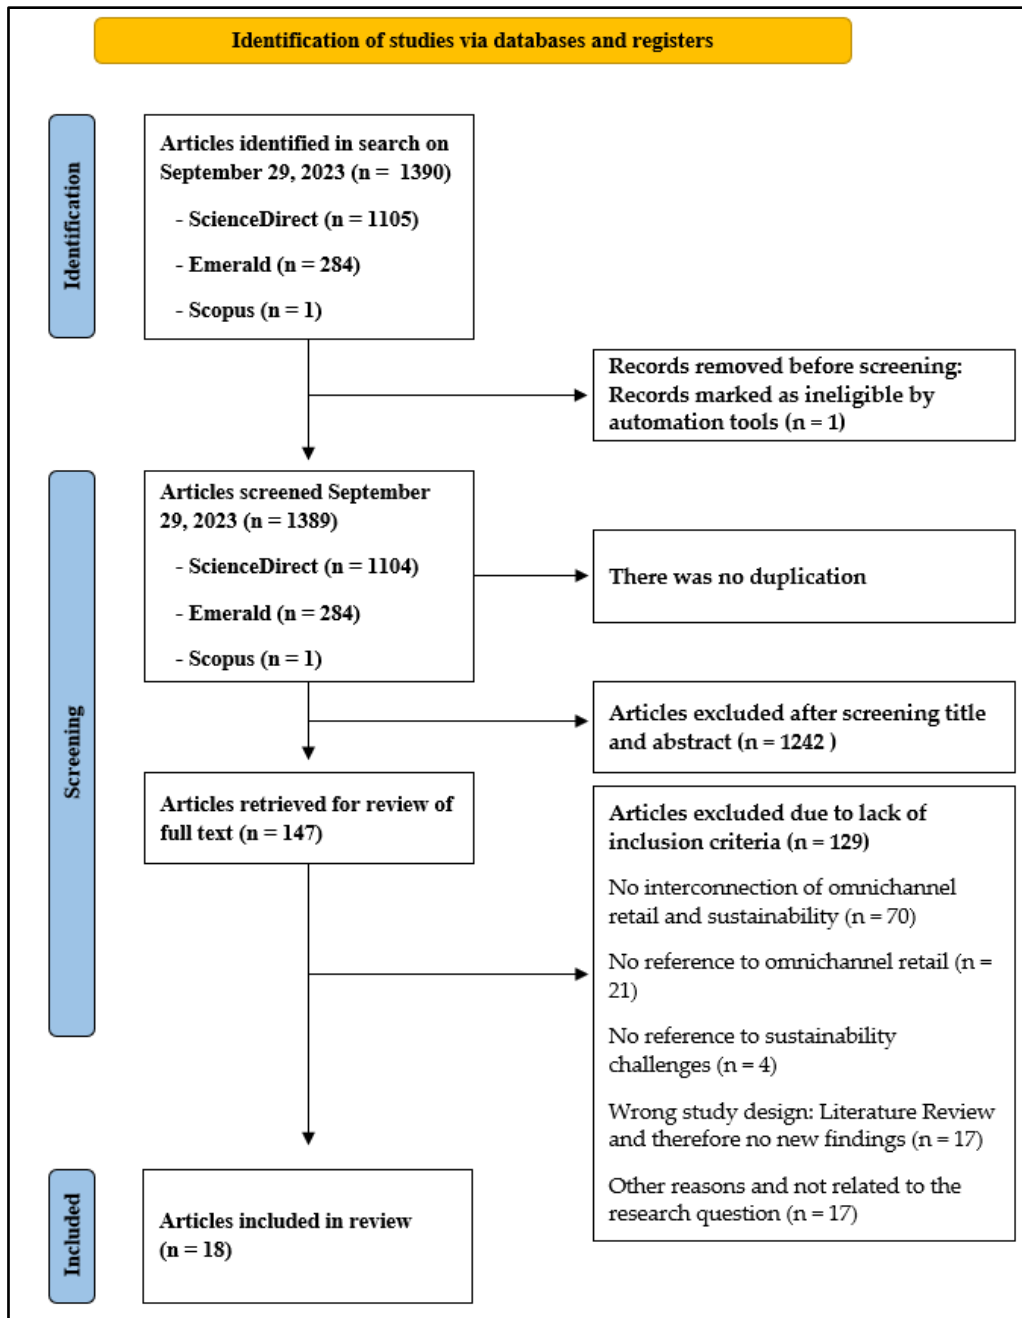 Identification of studies via databases and registers
Identification
Articles identified in search on
September 29, 2023 (n =  1390)
- ScienceDirect (n = 1105)
- Emerald (n = 284)
- Scopus (n = 1)
Records removed before screening:
Records marked as ineligible by
automation tools (n = 1)
Screening
Articles screened September
29, 2023 (n = 1389)
- ScienceDirect (n = 1104)
- Emerald (n = 284)
- Scopus (n = 1)
There was no duplication
Articles excluded after screening title
and abstract (n = 1242 )
Articles retrieved for review of
full text (n = 147)
Articles excluded due to lack of
inclusion criteria (n = 129)
No interconnection of omnichannel
retail and sustainability (n = 70)
No reference to omnichannel retail (n =
21)
No reference to sustainability
challenges (n = 4)
Wrong study design: Literature Review
and therefore no new findings (n = 17)
Other reasons and not related to the
research question (n = 17)
Included
Articles included in review
(n = 18)